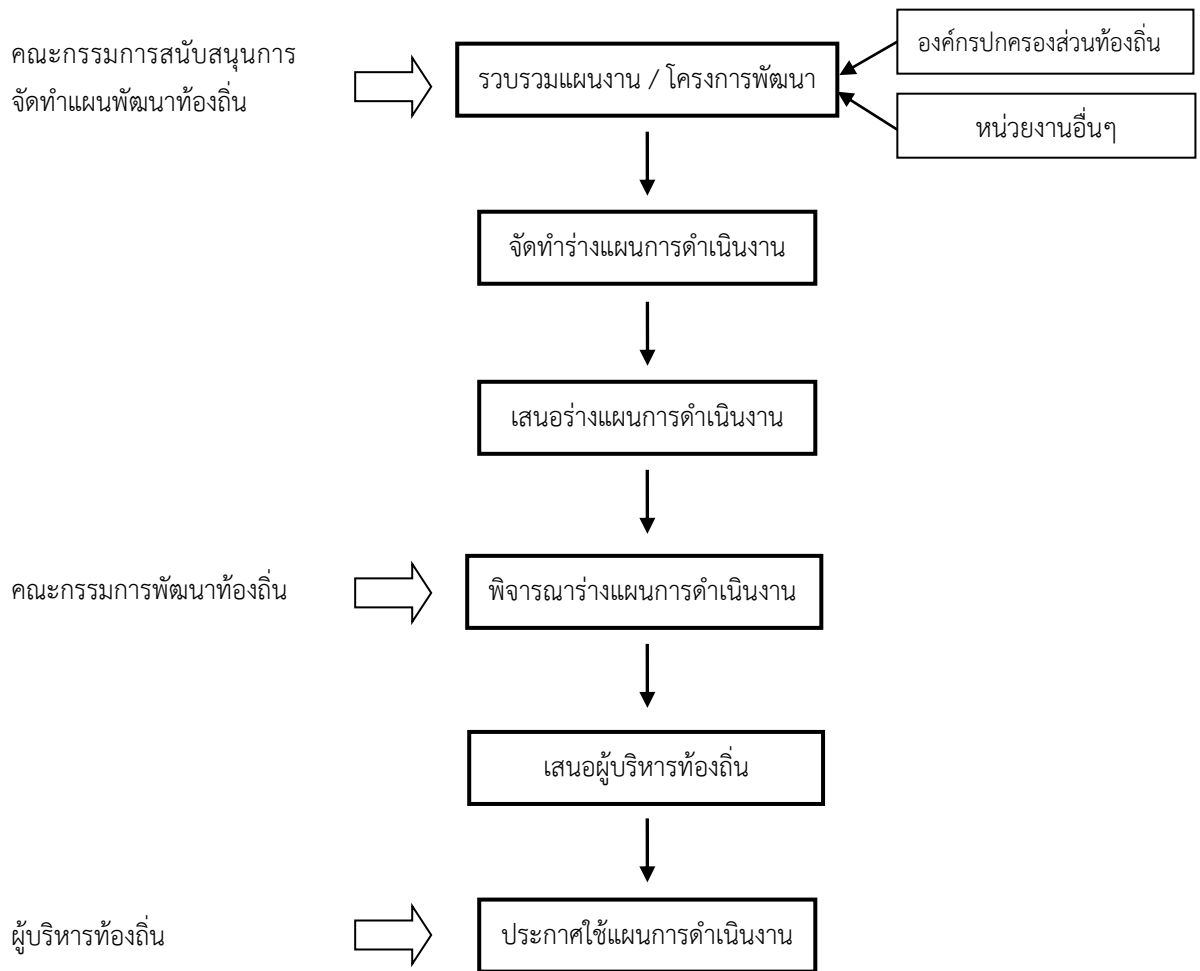 คณะกรรมการสนับสนุนการ
จัดทำแผนพัฒนาท้องถิ่น
รวบรวมแผนงาน / โครงการพัฒนา
องค์กรปกครองส่วนท้องถิ่น
หน่วยงานอื่นๆ
จัดทำร่างแผนการดำเนินงาน
เสนอร่างแผนการดำเนินงาน
คณะกรรมการพัฒนาท้องถิ่น
พิจารณาร่างแผนการดำเนินงาน
เสนอผู้บริหารท้องถิ่น
ผู้บริหารท้องถิ่น
ประกาศใช้แผนการดำเนินงาน